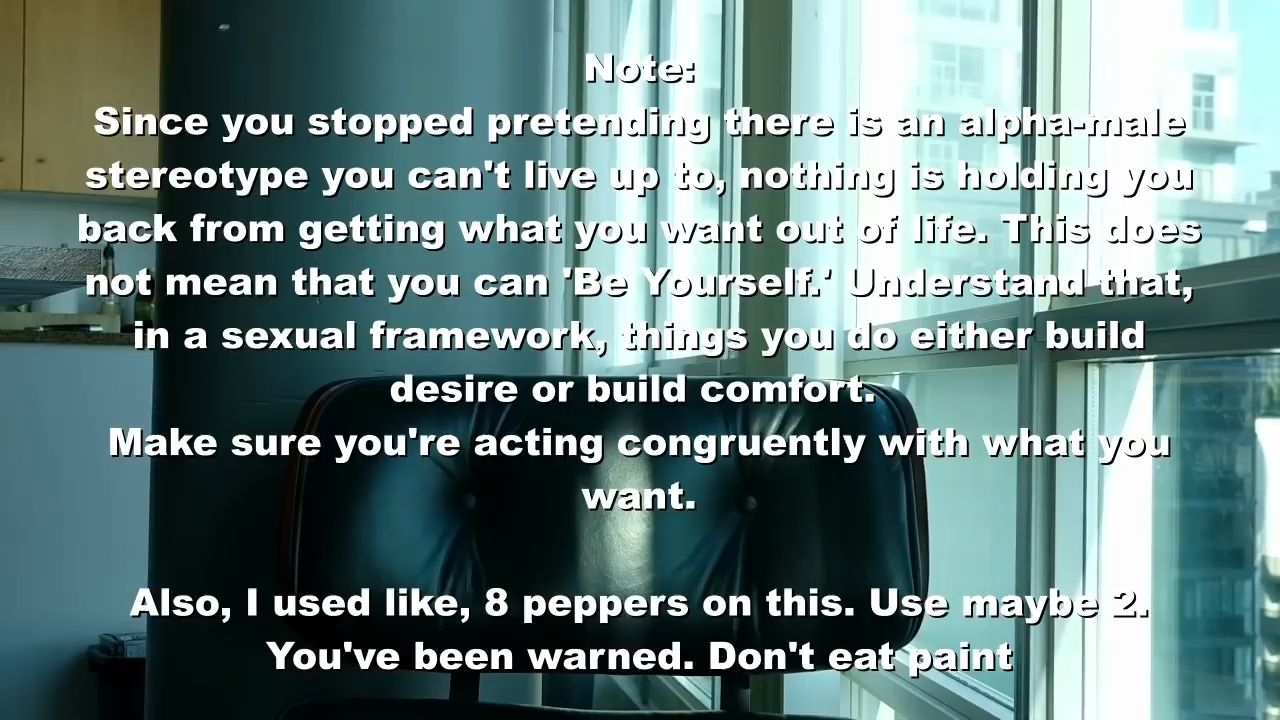 Note:
Since you stopped pretending there is an alpha-male
stereotype you can't live up to, nothing is holding you
back from getting what you want out of life. This does
not mean that you can 'Be Yourself.' Understand that,
in a sexual framework, things you do either build
desire or build comfort.
Make sure you're acting congruently with what you
want.
Also, I used like, 8 peppers on this. Use maybe 2.
You've been warned. Don't eat paint